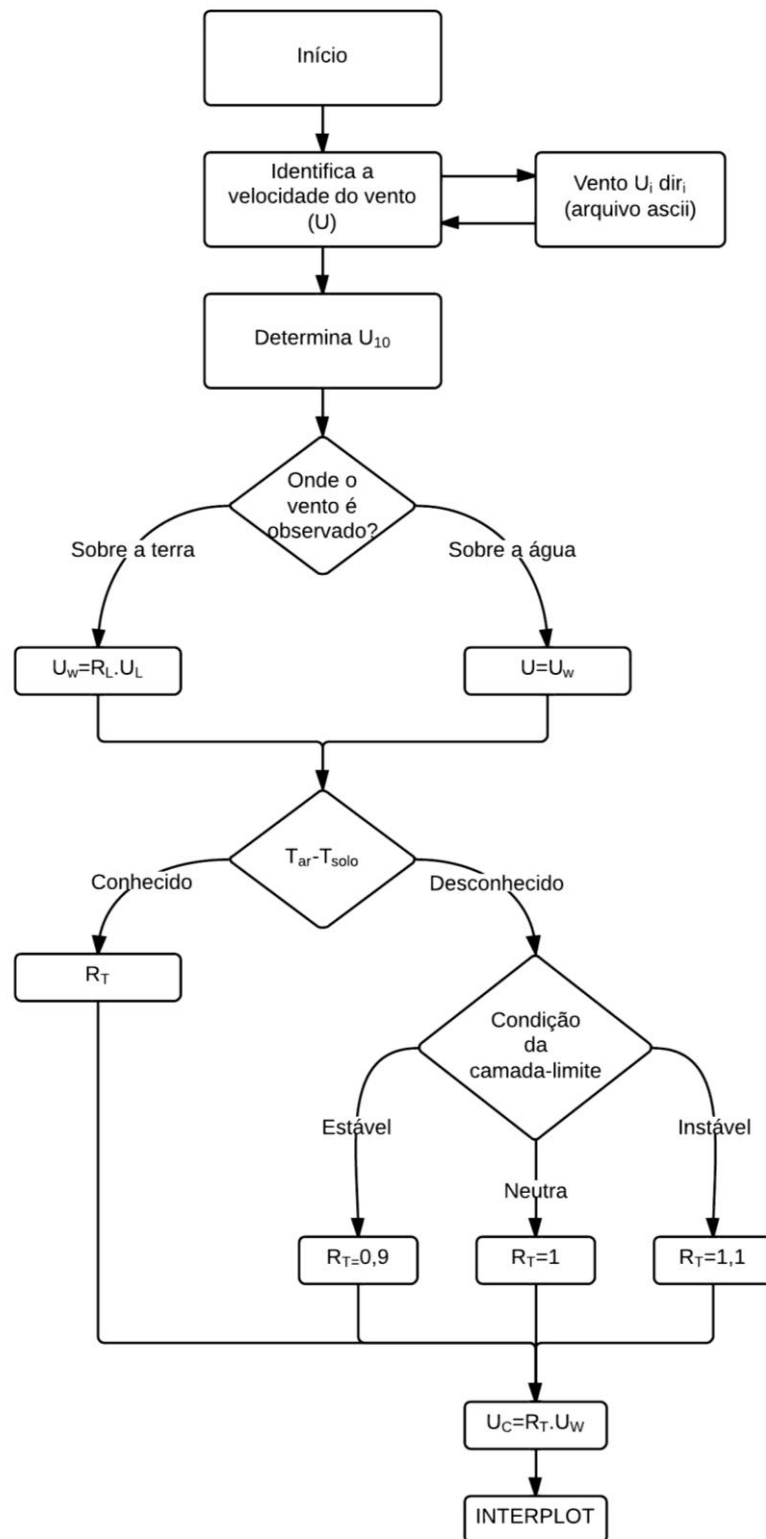 Início
Identifica a
velocidade do vento
(U)
Vento Uᵢ dirᵢ
(arquivo ascii)
Determina U₁₀
Onde o
vento é
observado?
Sobre a terra
Sobre a água
U_w=R_L.U_L
U=U_w
T_ar-T_solo
Conhecido
Desconhecido
R_T
Condição
da
camada-limite
Estável
Instável
Neutra
R_T=0,9
R_T=1
R_T=1,1
U_C=R_T.U_W
INTERPLOT